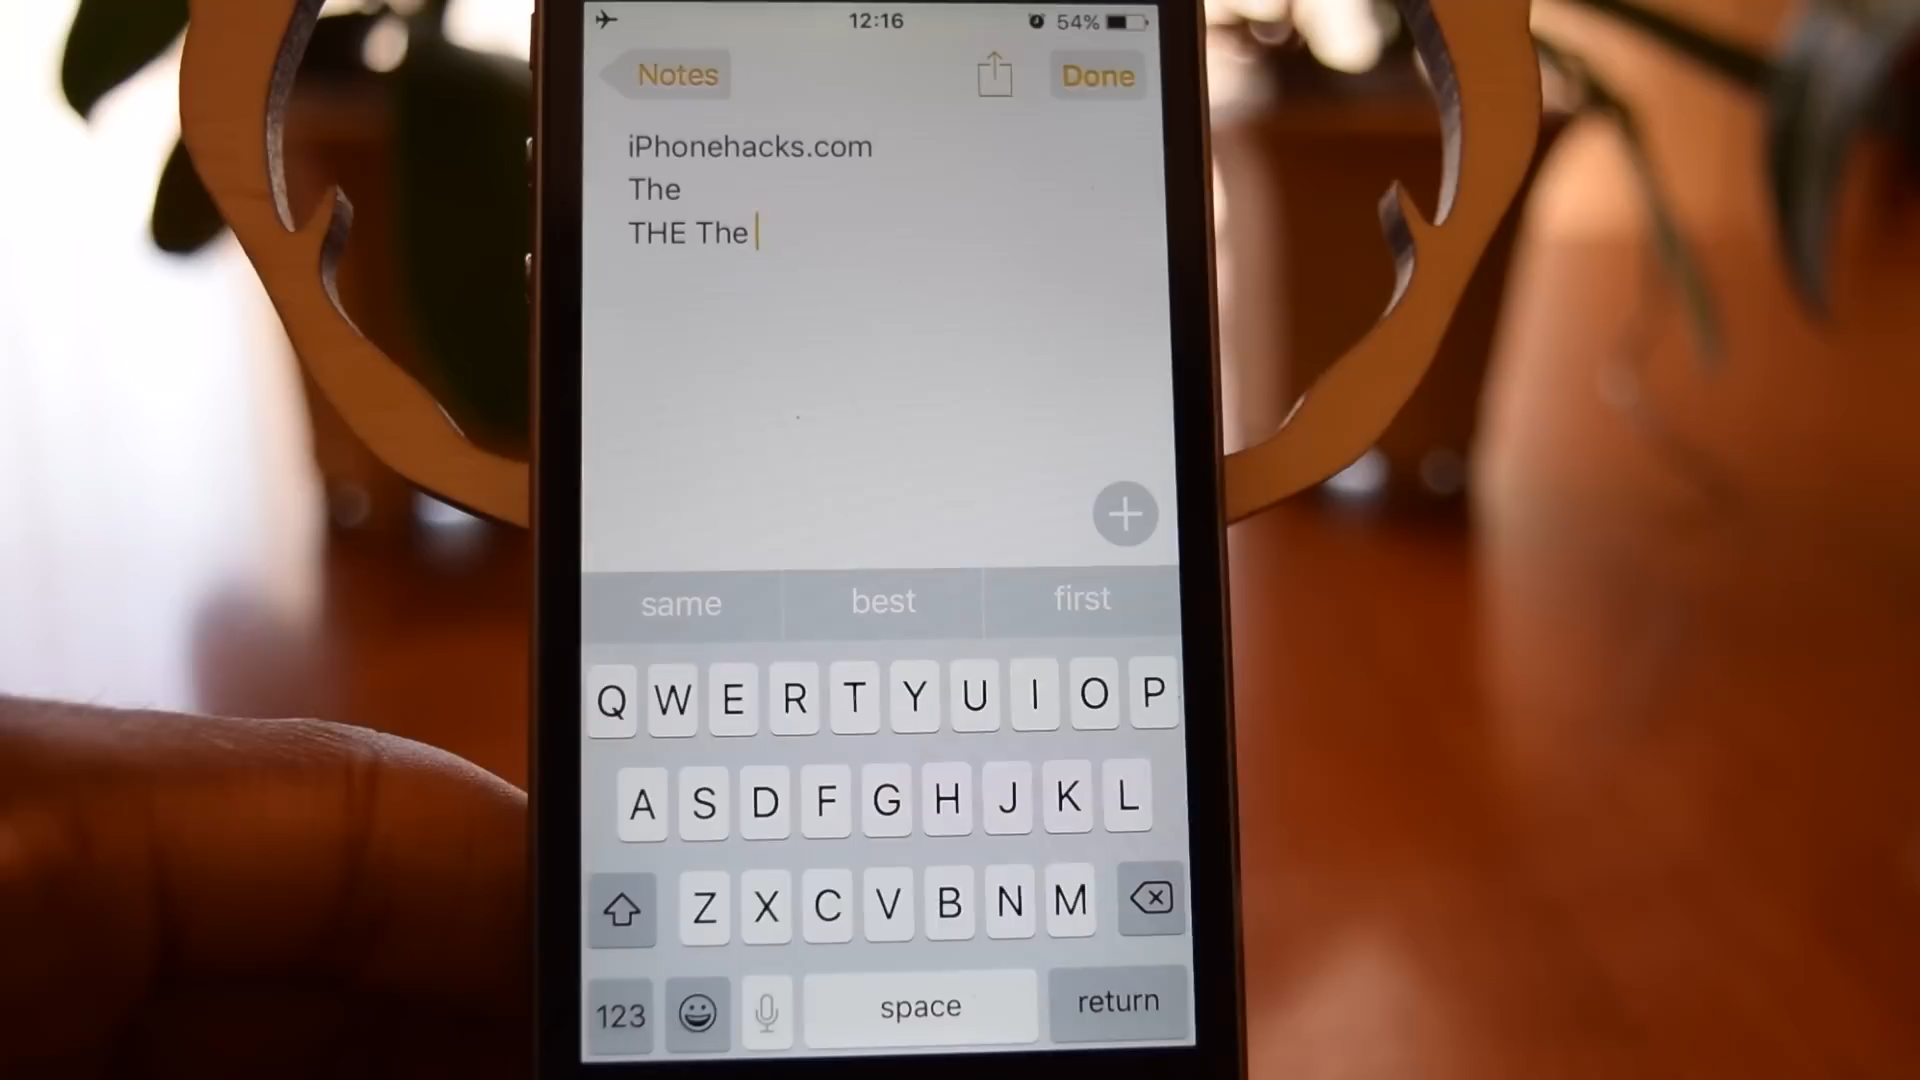 12:16 54%
Notes Done
iPhonehacks.com
The
THE The
same best first
Q W E R T Y U I O P
A S D F G H J K L
Z X C V B N M
123 space return